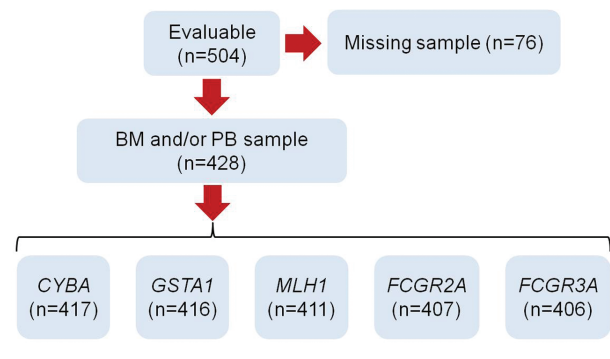 Evaluable
(n=504)
Missing sample (n=76)
BM and/or PB sample
(n=428)
CYBA
(n=417)
GSTA1
(n=416)
MLH1
(n=411)
FCGR2A
(n=407)
FCGR3A
(n=406)